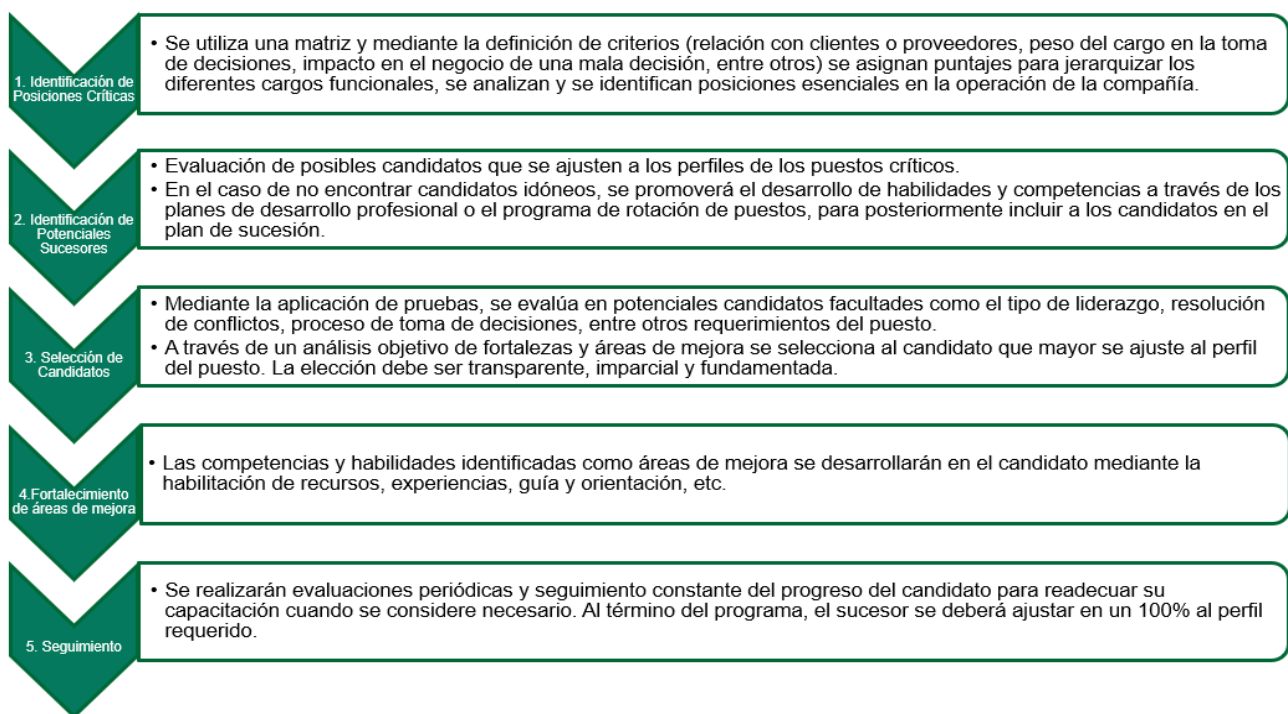 1. Identificación de
Posiciones Críticas
• Se utiliza una matriz y mediante la definición de criterios (relación con clientes o proveedores, peso del cargo en la toma
de decisiones, impacto en el negocio de una mala decisión, entre otros) se asignan puntajes para jerarquizar los
diferentes cargos funcionales, se analizan y se identifican posiciones esenciales en la operación de la compañía.
2. Identificación de
Potenciales
Sucesores
• Evaluación de posibles candidatos que se ajusten a los perfiles de los puestos críticos.
• En el caso de no encontrar candidatos idóneos, se promoverá el desarrollo de habilidades y competencias a través de los
planes de desarrollo profesional o el programa de rotación de puestos, para posteriormente incluir a los candidatos en el
plan de sucesión.
3. Selección de
Candidatos
• Mediante la aplicación de pruebas, se evalúa en potenciales candidatos facultades como el tipo de liderazgo, resolución
de conflictos, proceso de toma de decisiones, entre otros requerimientos del puesto.
• A través de un análisis objetivo de fortalezas y áreas de mejora se selecciona al candidato que mayor se ajuste al perfil
del puesto. La elección debe ser transparente, imparcial y fundamentada.
4.Fortalecimiento
de áreas de mejora
• Las competencias y habilidades identificadas como áreas de mejora se desarrollarán en el candidato mediante la
habilitación de recursos, experiencias, guía y orientación, etc.
5. Seguimiento
• Se realizarán evaluaciones periódicas y seguimiento constante del progreso del candidato para readecuar su
capacitación cuando se considere necesario. Al término del programa, el sucesor se deberá ajustar en un 100% al perfil
requerido.